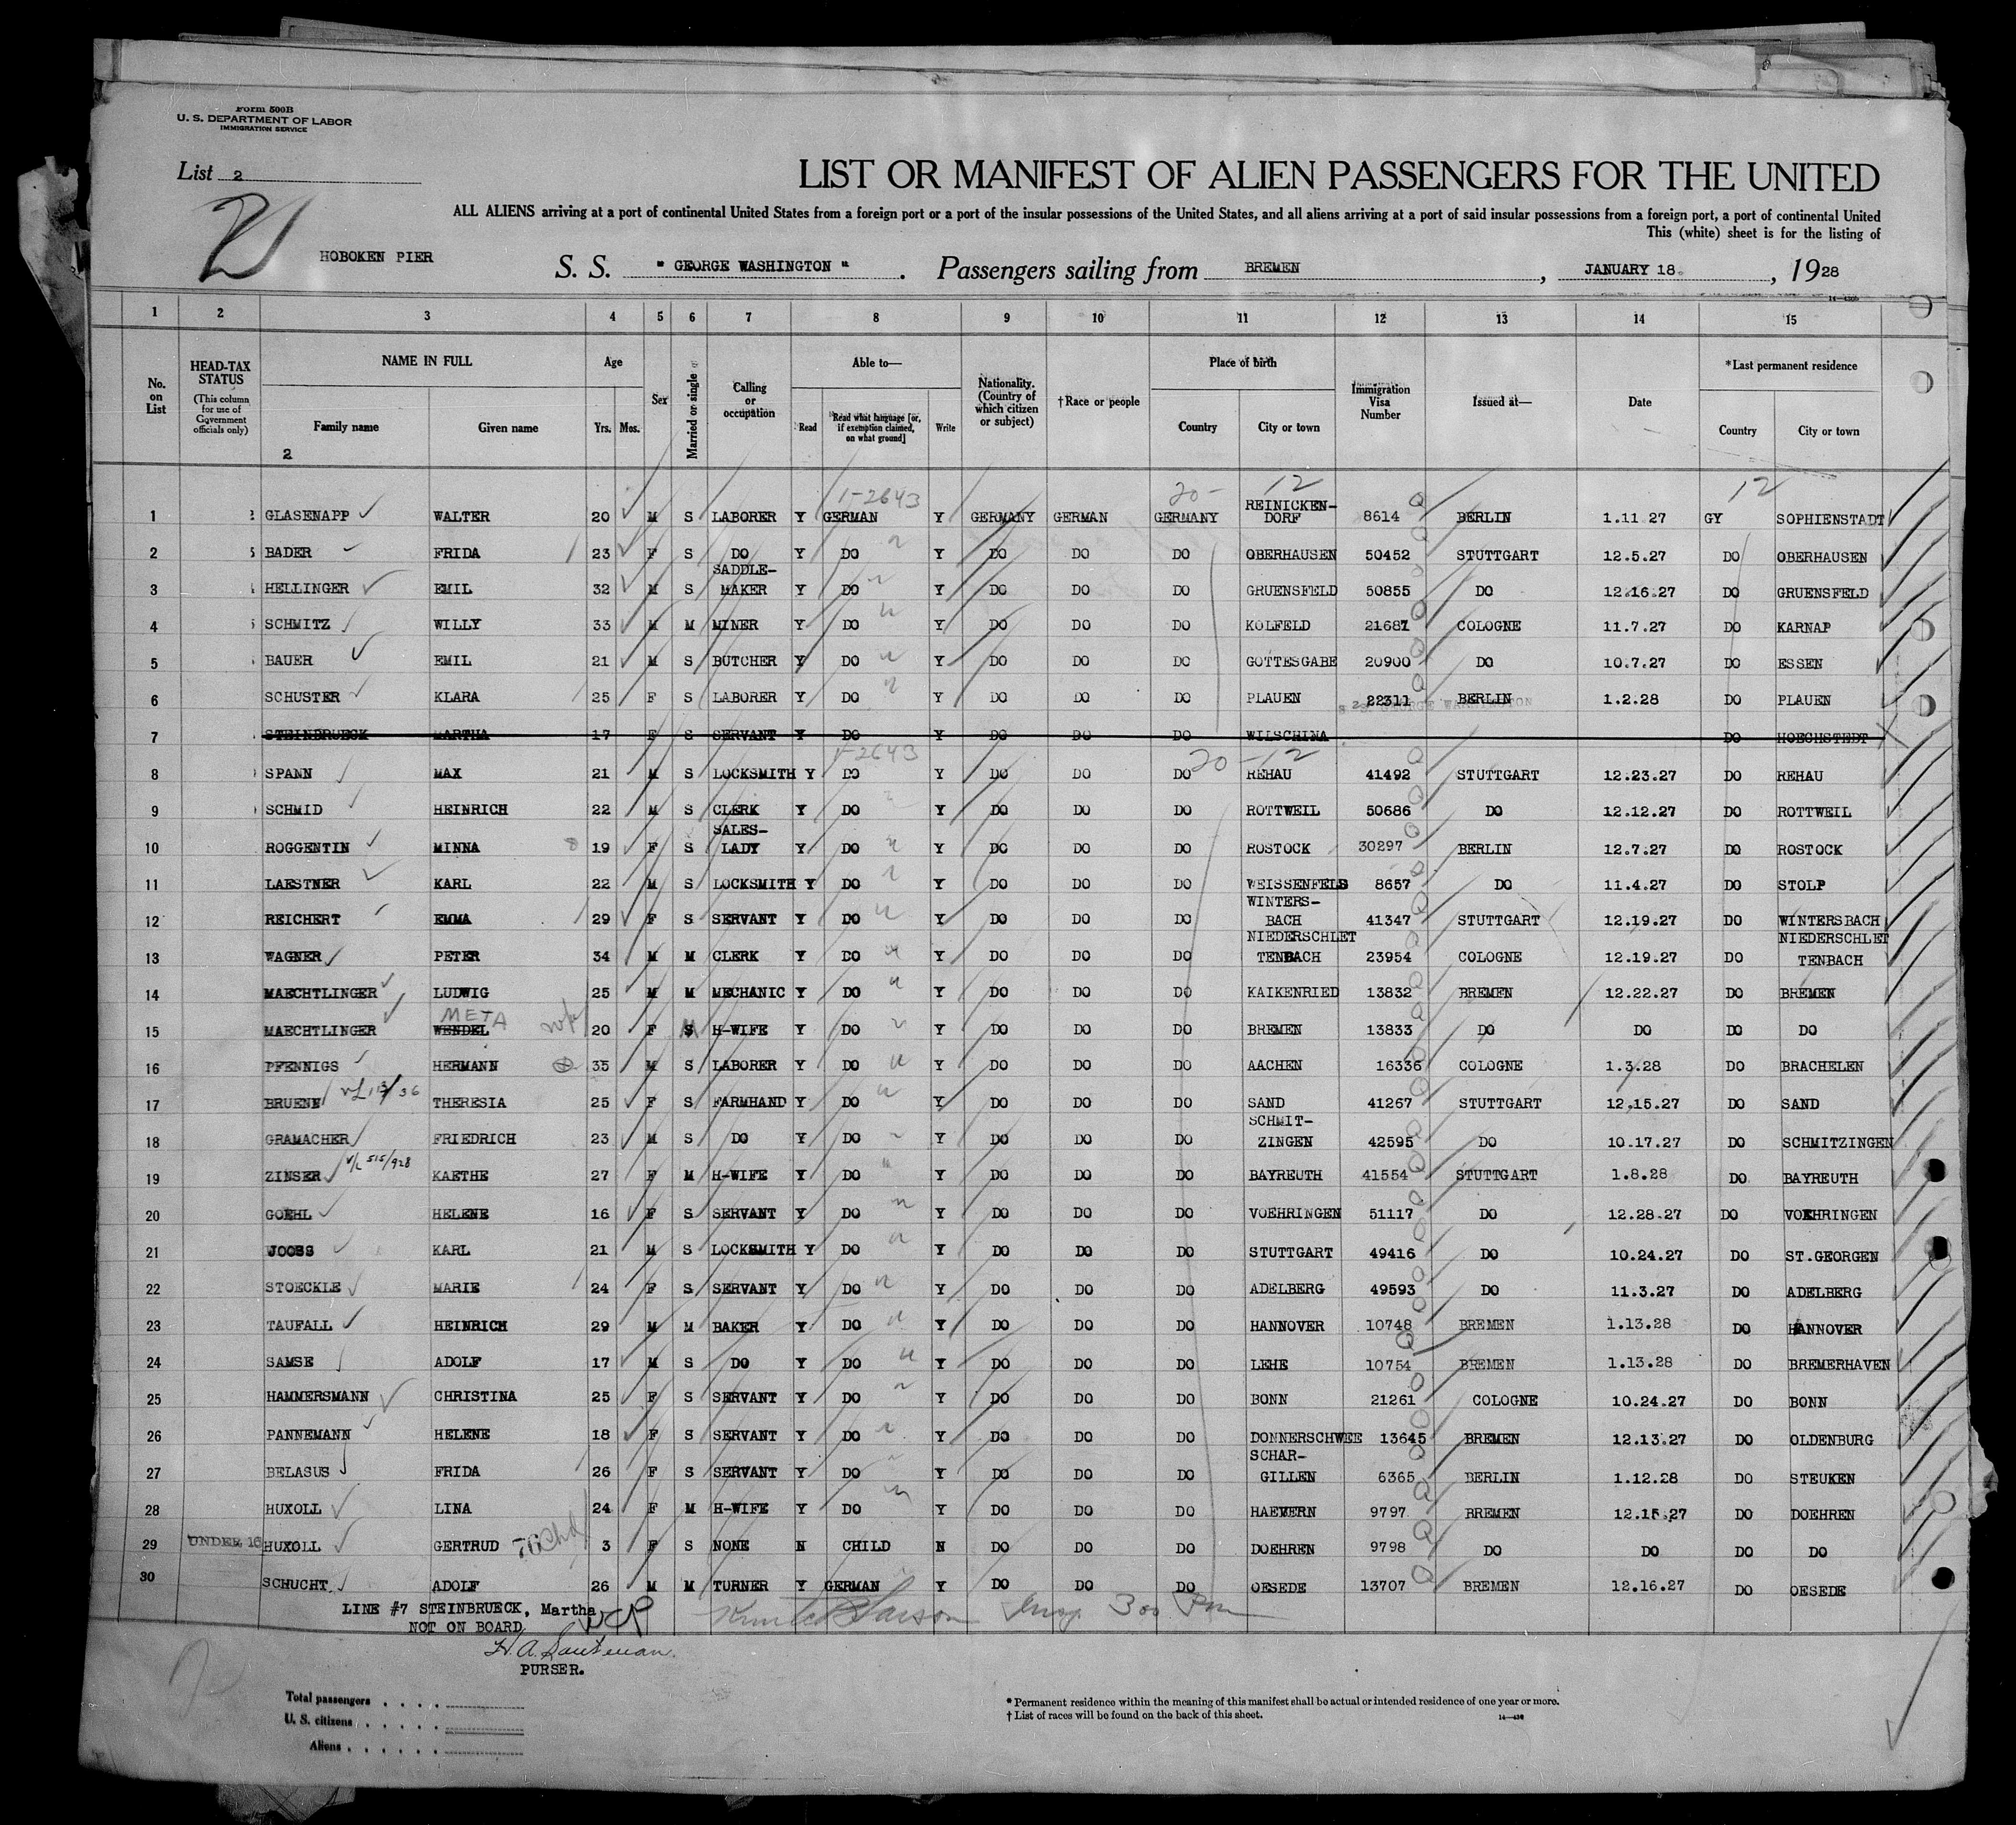 Form 500B
U. S. DEPARTMENT OF LABOR
IMMIGRATION SERVICE
List 2
2
LIST OR MANIFEST OF ALIEN PASSENGERS FOR THE UNITED
ALL ALIENS arriving at a port of continental United States from a foreign port or a port of the insular possessions of the United States, and all aliens arriving at a port of said insular possessions from a foreign port, a port of continental United
This (white) sheet is for the listing of
HOBOKEN PIER S. S. " GEORGE WASHINGTON ". Passengers sailing from BREMEN, JANUARY 18., 1928
1 2 3 4 5 6 7 8 9 10 11 12 13 14 15
No. on List
HEAD-TAX STATUS (This column for use of Government officials only)
NAME IN FULL Family name Given name
Age Yrs. Mos.
Sex
Married or single
Calling or occupation
Able to— Read Read what language [or, if exemption claimed, on what ground] Write
Nationality. (Country of which citizen or subject)
†Race or people
Place of birth Country City or town
Immigration Visa Number
Issued at—
Date
*Last permanent residence Country City or town
2
1-2643 20- 12 12
1 GLASENAPP WALTER 20 M S LABORER Y GERMAN Y GERMANY GERMAN GERMANY REINICKEN-DORF 8614 BERLIN 1.11.27 GY SOPHIENSTADT
2 BADER FRIDA 23 F S DO Y DO Y DO DO DO OBERHAUSEN 50452 STUTTGART 12.5.27 DO OBERHAUSEN
3 HELLINGER EMIL 32 M S SADDLE-MAKER Y DO Y DO DO DO GRUENSFELD 50855 DO 12.16.27 DO GRUENSFELD
4 SCHMITZ WILLY 33 M M MINER Y DO Y DO DO DO KOLFELD 21687 COLOGNE 11.7.27 DO KARNAP
5 BAUER EMIL 21 M S BUTCHER Y DO Y DO DO DO GOTTESGABE 20900 DO 10.7.27 DO ESSEN
6 SCHUSTER KLARA 25 F S LABORER Y DO Y DO DO DO PLAUEN 22311 BERLIN 1.2.28 DO PLAUEN
7 STEINBRUECK MARTHA 17 F S SERVANT Y DO Y DO DO DO WILSCHINA DO HOECHSTEDT
1-2643 20-12
8 SPANN MAX 21 M S LOCKSMITH Y DO Y DO DO DO REHAU 41492 STUTTGART 12.23.27 DO REHAU
9 SCHMID HEINRICH 22 M S CLERK Y DO Y DO DO DO ROTTWEIL 50686 DO 12.12.27 DO ROTTWEIL
10 ROGGENTIN MINNA 19 F S SALES-LADY Y DO Y DO DO DO ROSTOCK 30297 BERLIN 12.7.27 DO ROSTOCK
11 LAESTNER KARL 22 M S LOCKSMITH Y DO Y DO DO DO WEISSENFELS 8657 DO 11.4.27 DO STOLP
12 REICHERT EMMA 29 F S SERVANT Y DO Y DO DO DO WINTERS-BACH 41347 STUTTGART 12.19.27 DO WINTERSBACH
13 WAGNER PETER 34 M M CLERK Y DO Y DO DO DO NIEDERSCHLETTENBACH 23954 COLOGNE 12.19.27 DO NIEDERSCHLETTENBACH
14 MAECHTLINGER LUDWIG 25 M M MECHANIC Y DO Y DO DO DO KAIKENRIED 13832 BREMEN 12.22.27 DO BREMEN
META
15 MAECHTLINGER WENDEL 20 F M H-WIFE Y DO Y DO DO DO BREMEN 13833 DO DO DO DO
16 PFENNIGS HERMANN 35 M S LABORER Y DO Y DO DO DO AACHEN 16336 COLOGNE 1.3.28 DO BRACHELEN
17 BRUENN THERESIA 25 F S FARMHAND Y DO Y DO DO DO SAND 41267 STUTTGART 12.15.27 DO SAND
18 GRAMACHER FRIEDRICH 23 M S DO Y DO Y DO DO DO SCHMIT-ZINGEN 42595 DO 10.17.27 DO SCHMITZINGEN
V/L 515/928
19 ZINSER KAETHE 27 F M H-WIFE Y DO Y DO DO DO BAYREUTH 41554 STUTTGART 1.8.28 DO BAYREUTH
20 GOEHL HELENE 16 F S SERVANT Y DO Y DO DO DO VOEHRINGEN 51117 DO 12.28.27 DO VOEHRINGEN
21 JOOSS KARL 21 M S LOCKSMITH Y DO Y DO DO DO STUTTGART 49416 DO 10.24.27 DO ST.GEORGEN
22 STOECKLE MARIE 24 F S SERVANT Y DO Y DO DO DO ADELBERG 49593 DO 11.3.27 DO ADELBERG
23 TAUFALL HEINRICH 29 M M BAKER Y DO Y DO DO DO HANNOVER 10748 BREMEN 1.13.28 DO HANNOVER
24 SAMSE ADOLF 17 M S DO Y DO Y DO DO DO LEHE 10754 BREMEN 1.13.28 DO BREMERHAVEN
25 HAMMERSMANN CHRISTINA 25 F S SERVANT Y DO Y DO DO DO BONN 21261 COLOGNE 10.24.27 DO BONN
26 PANNEMANN HELENE 18 F S SERVANT Y DO Y DO DO DO DONNERSCHWEE 13645 BREMEN 12.13.27 DO OLDENBURG
27 BELASUS FRIDA 26 F S SERVANT Y DO Y DO DO DO SCHAR-GILLEN 6365 BERLIN 1.12.28 DO STEUKEN
28 HUXOLL LINA 24 F M H-WIFE Y DO Y DO DO DO HAEVERN 9797 BREMEN 12.15.27 DO DOEHREN
29 UNDER 16 HUXOLL GERTRUD 3 F S NONE N CHILD N DO DO DO DOEHREN 9798 DO DO DO DO
30 SCHUCHT ADOLF 26 M M TURNER Y GERMAN Y DO DO DO OESEDE 13707 BREMEN 12.16.27 DO OESEDE
LINE #7 STEINBRUECK, Martha
NOT ON BOARD
PURSER.
Total passengers . . . .
U. S. citizens . . . . .
Aliens . . . . . .
* Permanent residence within the meaning of this manifest shall be actual or intended residence of one year or more.
† List of races will be found on the back of this sheet.